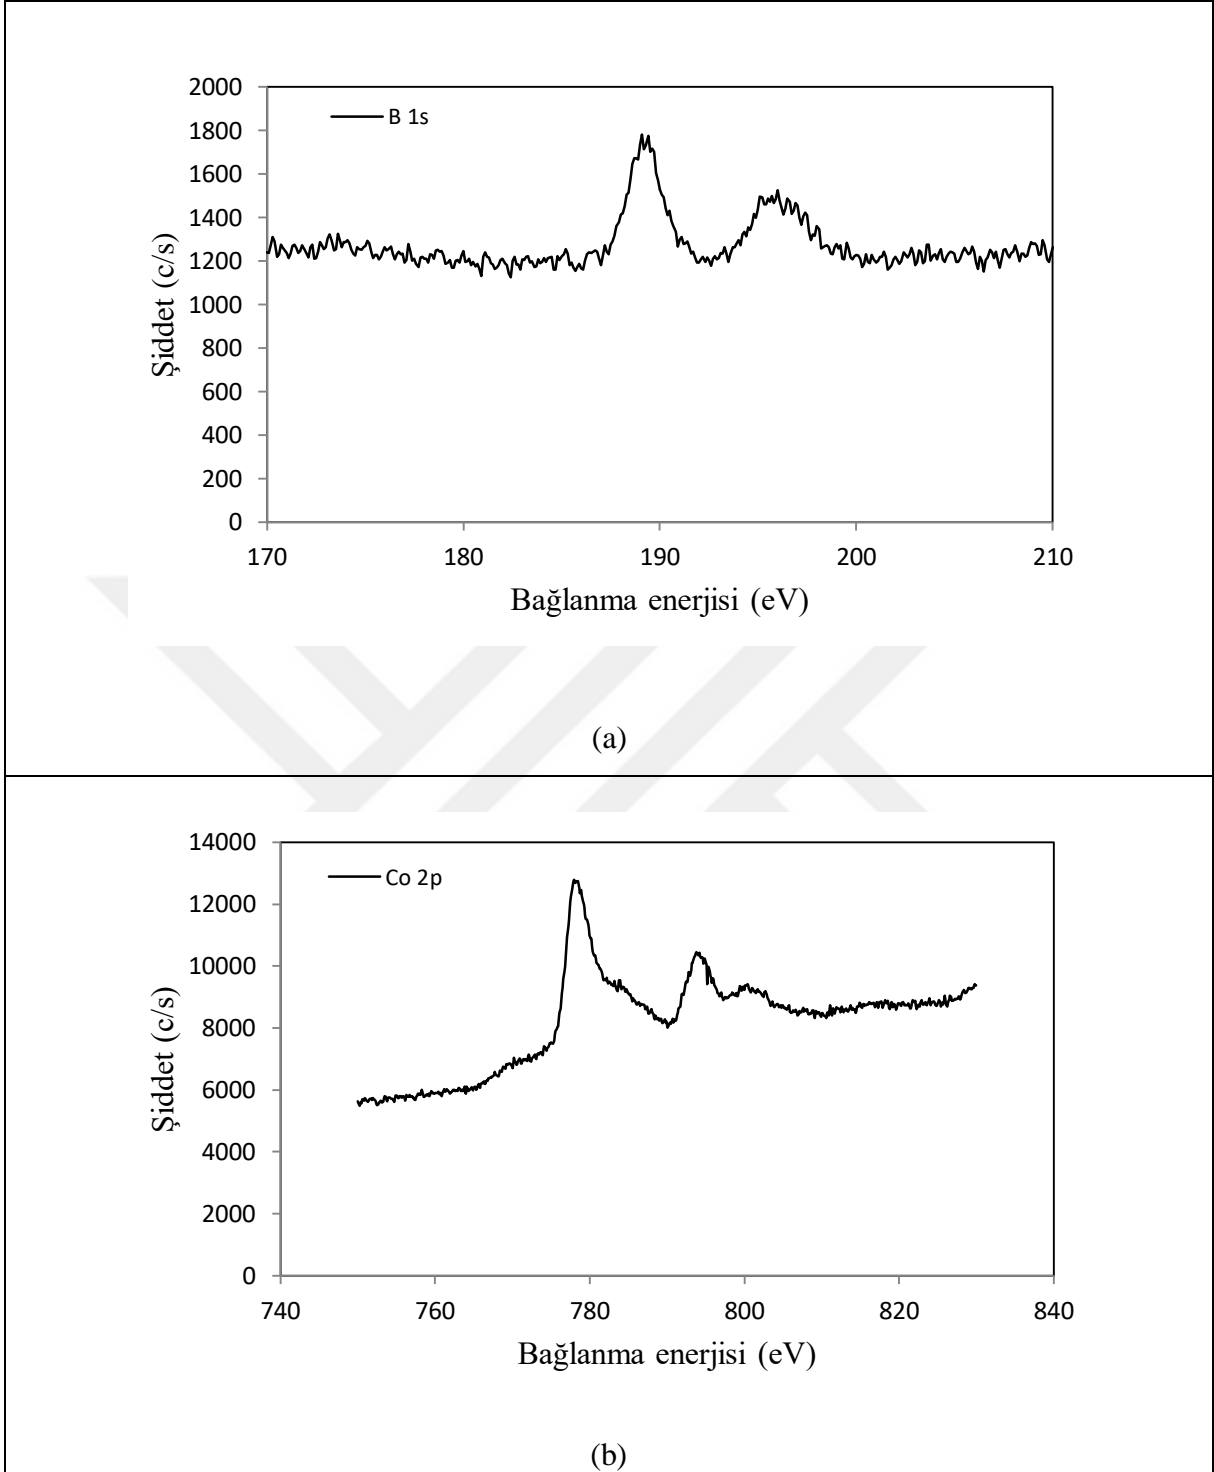 2000
1800
1600
1400
1200
1000
800
600
400
200
0
B 1s
Şiddet (c/s)
170 180 190 200 210
Bağlanma enerjisi (eV)
(a)
14000
12000
10000
8000
6000
4000
2000
0
Co 2p
Şiddet (c/s)
740 760 780 800 820 840
Bağlanma enerjisi (eV)
(b)